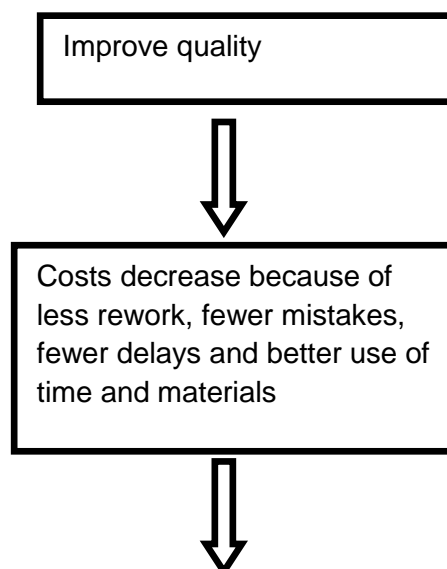 Improve quality
Costs decrease because of
less rework, fewer mistakes,
fewer delays and better use of
time and materials